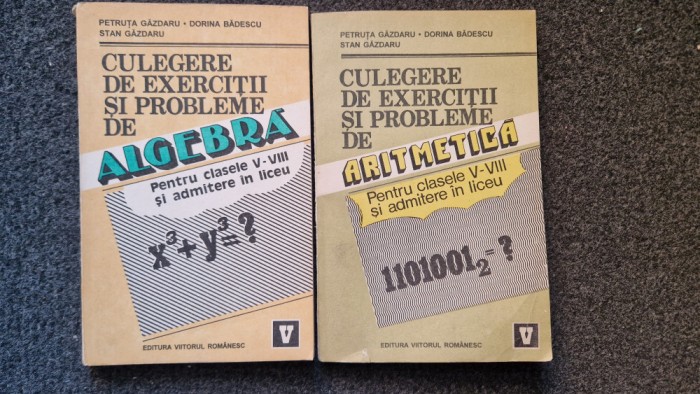 PETRUȚA GĂZDARU • DORINA BĂDESCU
STAN GĂZDARU
CULEGERE
DE EXERCIȚII
ȘI PROBLEME
DE
ALGEBRĂ
Pentru clasele V-VIII
și admitere în liceu
x³+y³=?
V
EDITURA VIITORUL ROMÂNESC
PETRUȚA GĂZDARU • DORINA BĂDESCU
STAN GĂZDARU
CULEGERE
DE EXERCIȚII
ȘI PROBLEME
DE
ARITMETICĂ
Pentru clasele V-VIII
și admitere în liceu
1101001₂=?
V
EDITURA VIITORUL ROMÂNESC